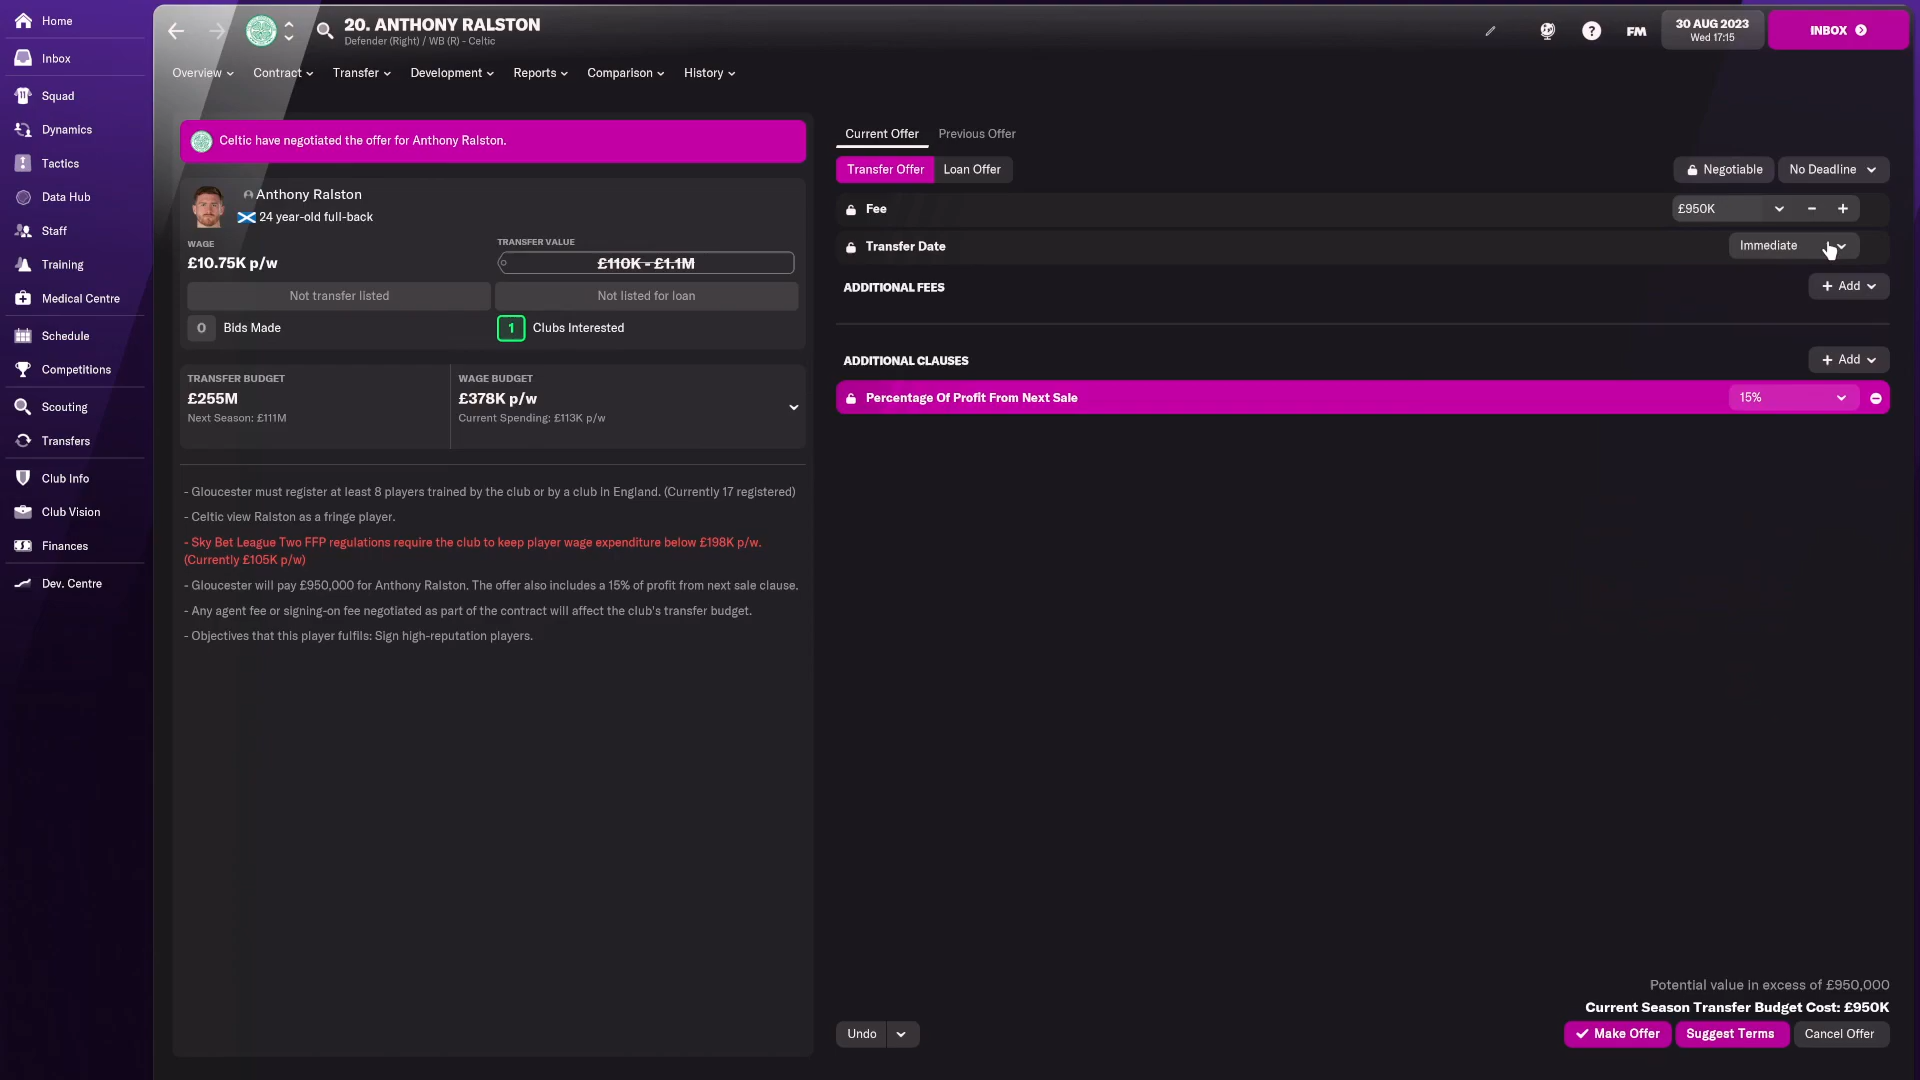 Home
Inbox
Squad
Dynamics
Tactics
Data Hub
Staff
Training
Medical Centre
Schedule
Competitions
Scouting
Transfers
Club Info
Club Vision
Finances
Dev. Centre
20. ANTHONY RALSTON
Defender (Right) / WB (R) - Celtic
FM
30 AUG 2023
Wed 17:15
INBOX
Overview
Contract
Transfer
Development
Reports
Comparison
History
Celtic have negotiated the offer for Anthony Ralston.
Anthony Ralston
24 year-old full-back
WAGE
£10.75K p/w
TRANSFER VALUE
£110K - £1.1M
Not transfer listed
Not listed for loan
0 Bids Made
1 Clubs Interested
TRANSFER BUDGET
£255M
Next Season: £111M
WAGE BUDGET
£378K p/w
Current Spending: £113K p/w
- Gloucester must register at least 8 players trained by the club or by a club in England. (Currently 17 registered)
- Celtic view Ralston as a fringe player.
- Sky Bet League Two FFP regulations require the club to keep player wage expenditure below £198K p/w.
(Currently £105K p/w)
- Gloucester will pay £950,000 for Anthony Ralston. The offer also includes a 15% of profit from next sale clause.
- Any agent fee or signing-on fee negotiated as part of the contract will affect the club's transfer budget.
- Objectives that this player fulfils: Sign high-reputation players.
Current Offer
Previous Offer
Transfer Offer
Loan Offer
Negotiable
No Deadline
Fee
£950K
Transfer Date
Immediate
ADDITIONAL FEES
+ Add
ADDITIONAL CLAUSES
+ Add
Percentage Of Profit From Next Sale
15%
Potential value in excess of £950,000
Current Season Transfer Budget Cost: £950K
Undo
Make Offer
Suggest Terms
Cancel Offer